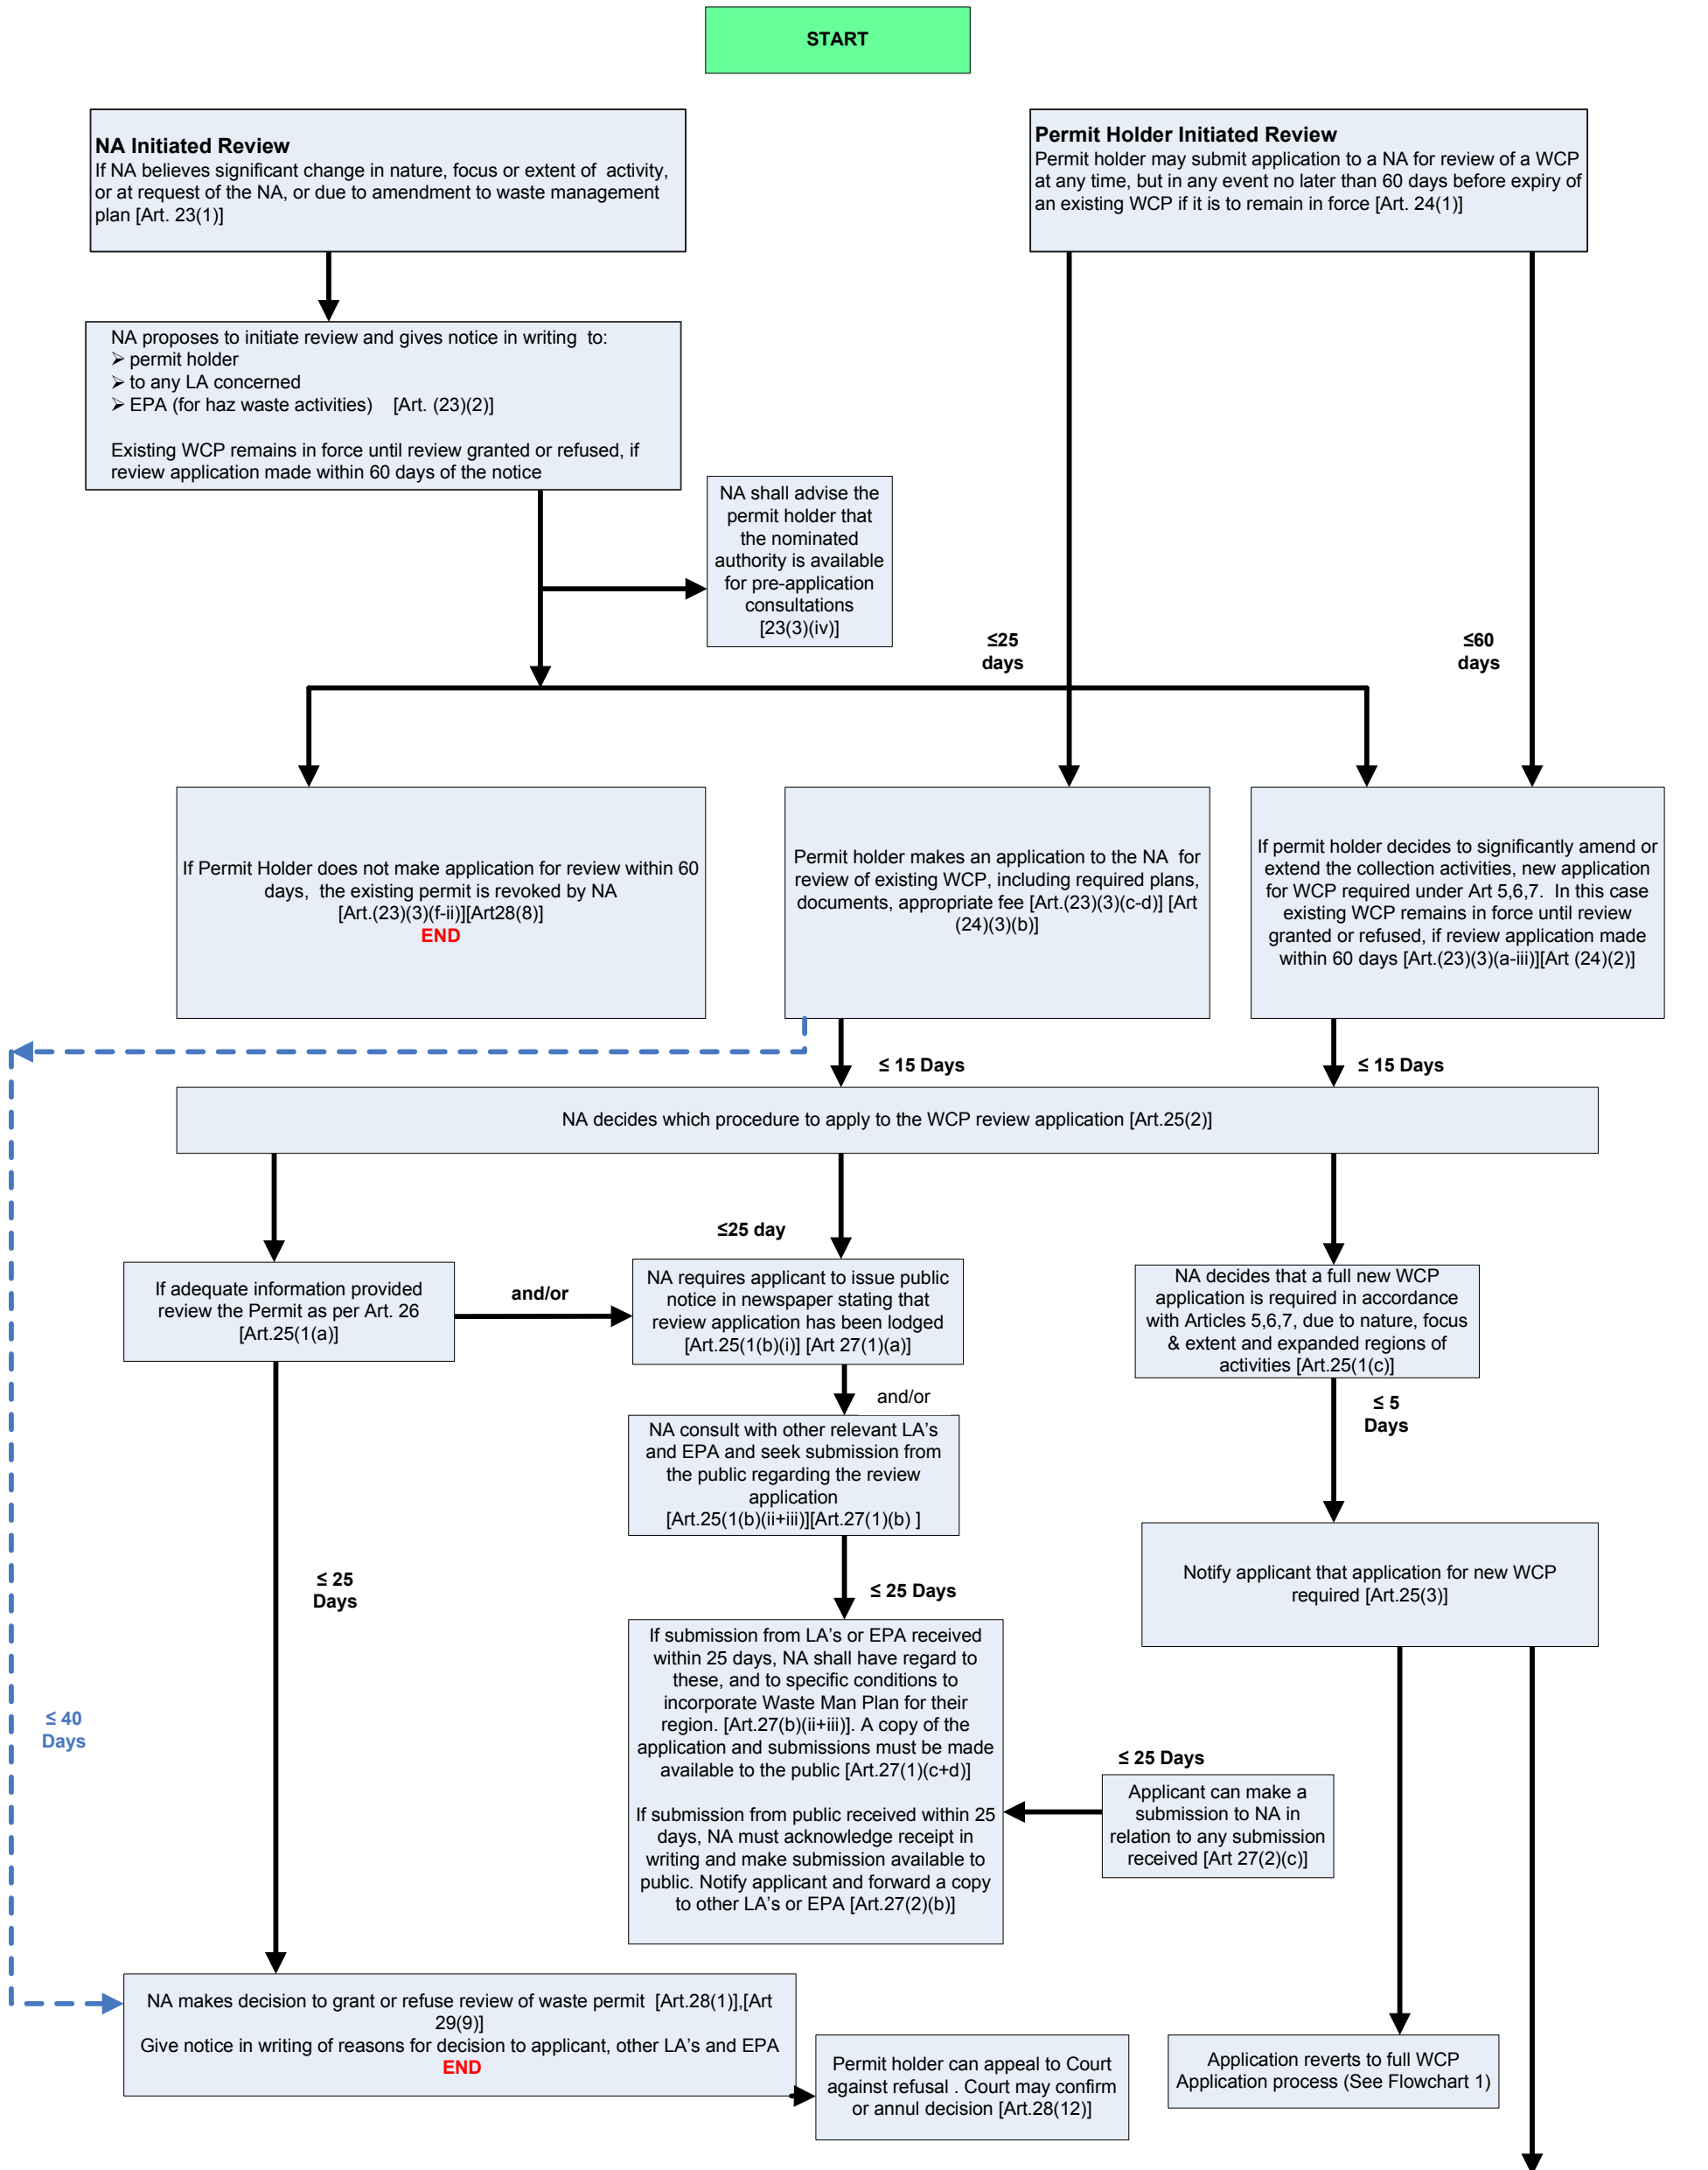 START
NA Initiated Review
If NA believes significant change in nature, focus or extent of activity,
or at request of the NA, or due to amendment to waste management
plan [Art. 23(1)]
Permit Holder Initiated Review
Permit holder may submit application to a NA for review of a WCP
at any time, but in any event no later than 60 days before expiry of
an existing WCP if it is to remain in force [Art. 24(1)]
NA proposes to initiate review and gives notice in writing to:
➢ permit holder
➢ to any LA concerned
➢ EPA (for haz waste activities) [Art. (23)(2)]
Existing WCP remains in force until review granted or refused, if
review application made within 60 days of the notice
NA shall advise the
permit holder that
the nominated
authority is available
for pre-application
consultations
[23(3)(iv)]
≤25
days
≤60
days
If Permit Holder does not make application for review within 60
days, the existing permit is revoked by NA
[Art.(23)(3)(f-ii)][Art28(8)]
END
Permit holder makes an application to the NA for
review of existing WCP, including required plans,
documents, appropriate fee [Art.(23)(3)(c-d)] [Art
(24)(3)(b)]
If permit holder decides to significantly amend or
extend the collection activities, new application
for WCP required under Art 5,6,7. In this case
existing WCP remains in force until review
granted or refused, if review application made
within 60 days [Art.(23)(3)(a-iii)][Art (24)(2)]
≤ 15 Days
≤ 15 Days
NA decides which procedure to apply to the WCP review application [Art.25(2)]
≤25 day
If adequate information provided
review the Permit as per Art. 26
[Art.25(1(a)]
and/or
NA requires applicant to issue public
notice in newspaper stating that
review application has been lodged
[Art.25(1(b)(i)] [Art 27(1)(a)]
NA decides that a full new WCP
application is required in accordance
with Articles 5,6,7, due to nature, focus
& extent and expanded regions of
activities [Art.25(1(c)]
and/or
≤ 5
Days
NA consult with other relevant LA's
and EPA and seek submission from
the public regarding the review
application
[Art.25(1(b)(ii+iii)][Art.27(1)(b) ]
≤ 25
Days
≤ 25 Days
Notify applicant that application for new WCP
required [Art.25(3)]
If submission from LA's or EPA received
within 25 days, NA shall have regard to
these, and to specific conditions to
incorporate Waste Man Plan for their
region. [Art.27(b)(ii+iii)]. A copy of the
application and submissions must be made
available to the public [Art.27(1)(c+d)]
If submission from public received within 25
days, NA must acknowledge receipt in
writing and make submission available to
public. Notify applicant and forward a copy
to other LA's or EPA [Art.27(2)(b)]
≤ 40
Days
≤ 25 Days
Applicant can make a
submission to NA in
relation to any submission
received [Art 27(2)(c)]
NA makes decision to grant or refuse review of waste permit [Art.28(1)],[Art
29(9)]
Give notice in writing of reasons for decision to applicant, other LA's and EPA
END
Permit holder can appeal to Court
against refusal . Court may confirm
or annul decision [Art.28(12)]
Application reverts to full WCP
Application process (See Flowchart 1)